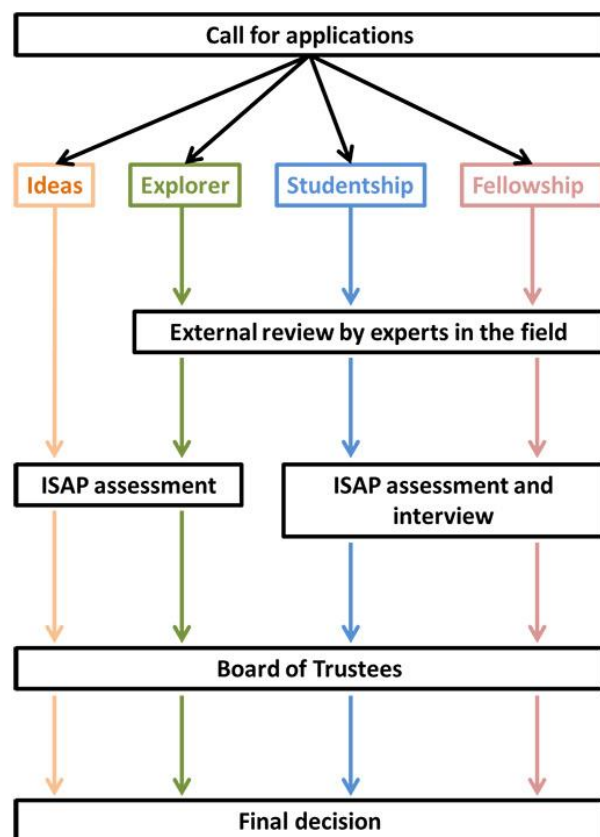 Call for applications
Ideas
Explorer
Studentship
Fellowship
External review by experts in the field
ISAP assessment
ISAP assessment and
interview
Board of Trustees
Final decision